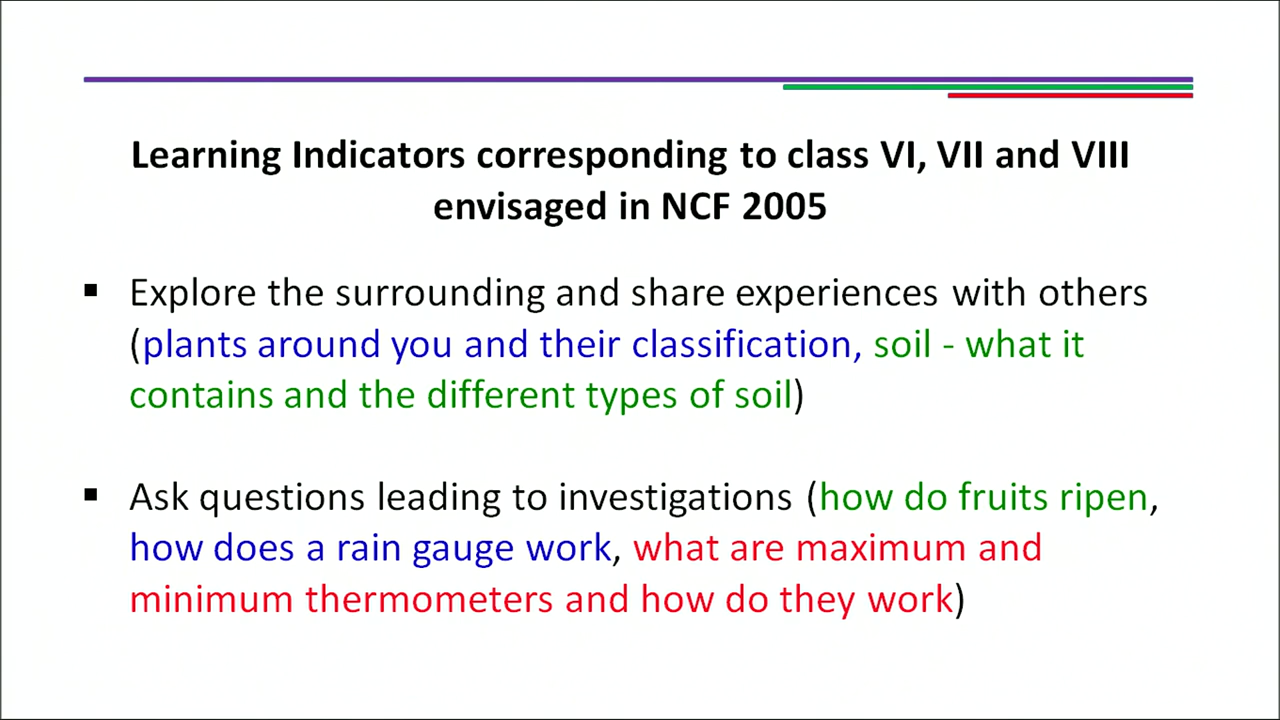 Learning Indicators corresponding to class VI, VII and VIII
envisaged in NCF 2005
▪ Explore the surrounding and share experiences with others
(plants around you and their classification, soil - what it
contains and the different types of soil)
▪ Ask questions leading to investigations (how do fruits ripen,
how does a rain gauge work, what are maximum and
minimum thermometers and how do they work)